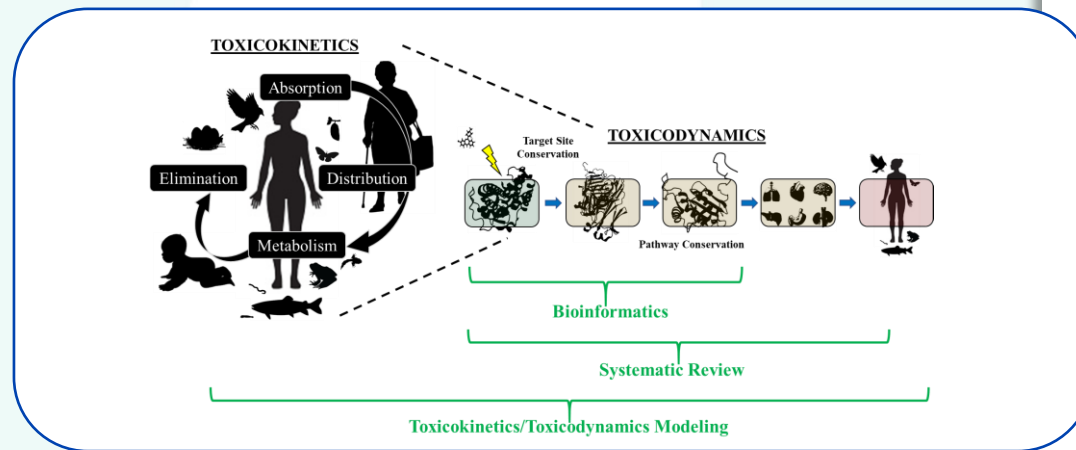 TOXICOKINETICS
Absorption
Elimination
Distribution
Metabolism
TOXICODYNAMICS
Target Site
Conservation
Pathway Conservation
Bioinformatics
Systematic Review
Toxicokinetics/Toxicodynamics Modeling